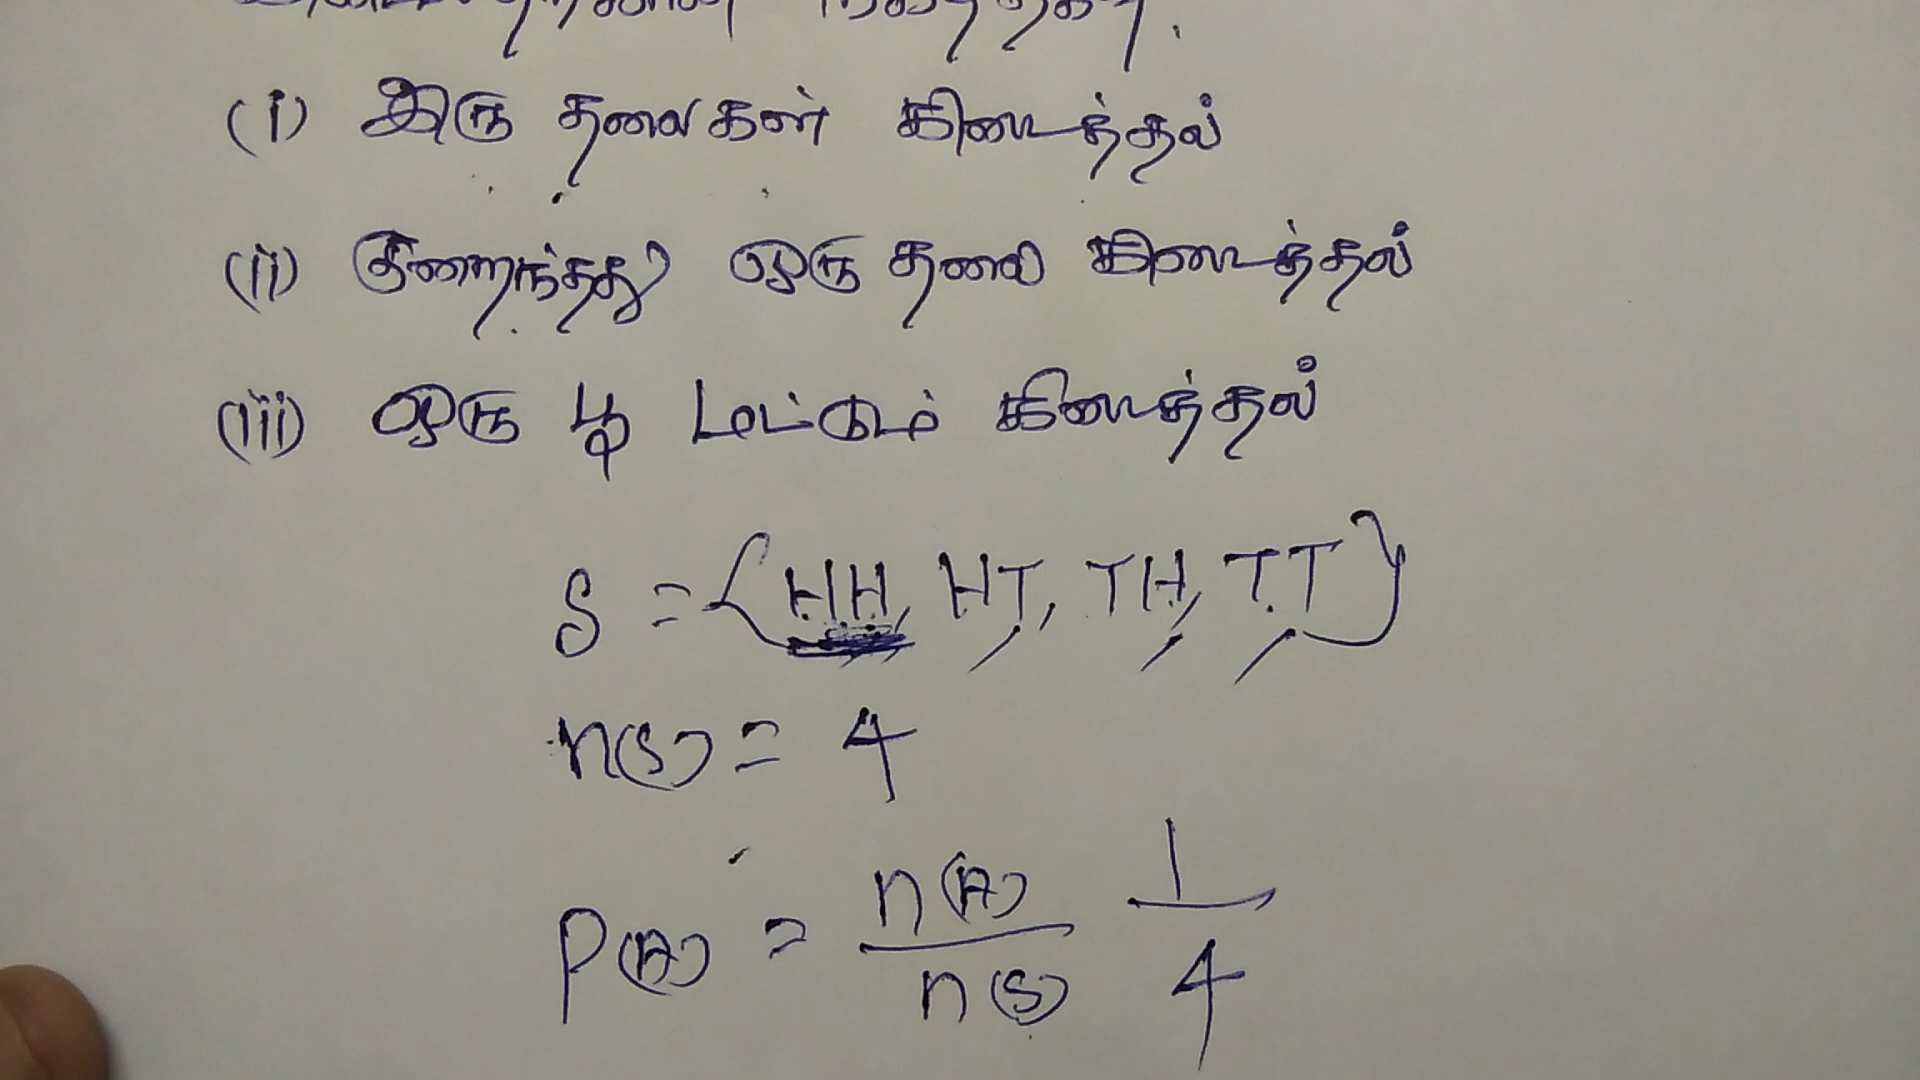 (i) இரு தலைகள் கிடைத்தல்
(ii) குறைந்தது ஒரு தலை கிடைத்தல்
(iii) ஒரு பூ மட்டும் கிடைத்தல்
S = {HH, HT, TH, TT}
n(S) = 4
P(A) = n(A)/n(S) 1/4